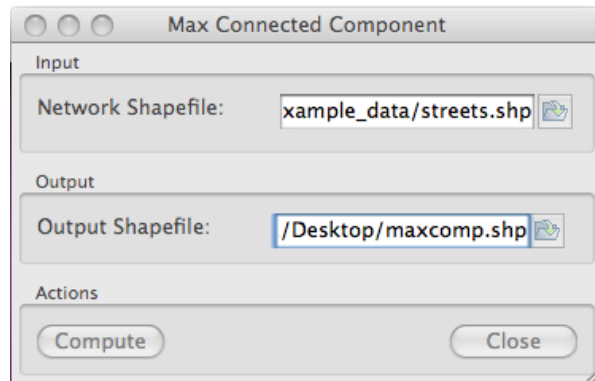 Max Connected Component
Input
Network Shapefile: xample_data/streets.shp
Output
Output Shapefile: /Desktop/maxcomp.shp
Actions
Compute Close